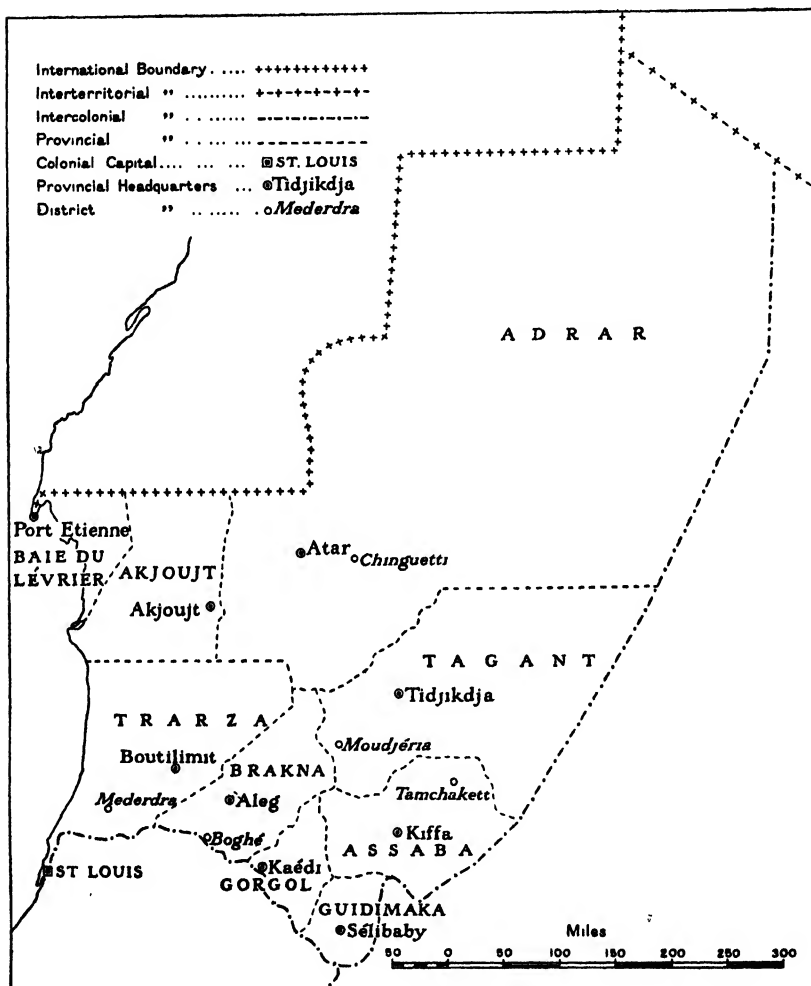 International Boundary ..... +++++++++++++
Interterritorial " .......... +-+-+-+-+-+-+-
Intercolonial " .. ...... —·—·—·—·—
Provincial " .......... ----------
Colonial Capital.... ... ... ST. LOUIS
Provincial Headquarters ... Tidjikdja
District " .. ...... Mederdra
ADRAR
Port Etienne
BAIE DU
LÉVRIER
AKJOUJT
Akjoujt
Atar
Chinguetti
TAGANT
Tidjikdja
TRARZA
Boutilimit
Moudjéria
BRAKNA
Tamchakett
Mederdra
Aleg
Boghé
Kiffa
ASSABA
ST LOUIS
Kaédi
GORGOL
GUIDIMAKA
Sélibaby
Miles
50 0 50 100 150 200 250 300